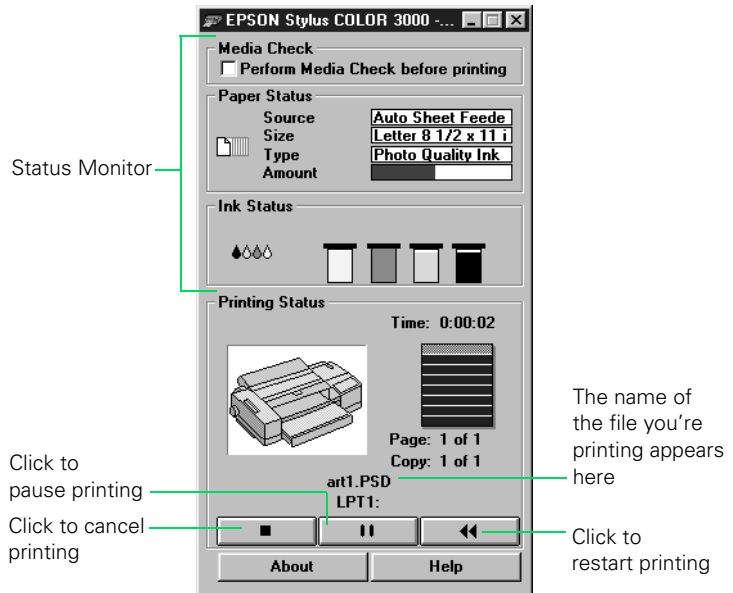 EPSON Stylus COLOR 3000 -...
Media Check
Perform Media Check before printing
Paper Status
Source Auto Sheet Feede
Size Letter 8 1/2 x 11 i
Type Photo Quality Ink
Amount
Status Monitor
Ink Status
Printing Status
Time: 0:00:02
Page: 1 of 1
Copy: 1 of 1
art1.PSD
LPT1:
The name of
the file you're
printing appears
here
Click to
pause printing
Click to cancel
printing
Click to
restart printing
About Help